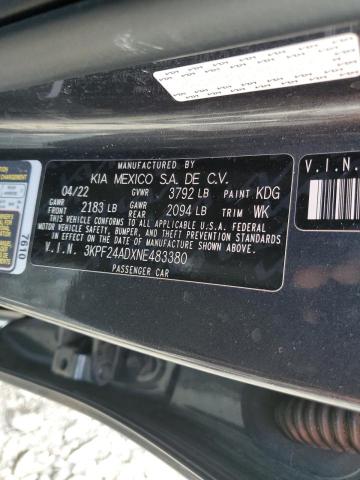 MANUFACTURED BY
KIA MEXICO S.A. DE C.V.
04/22 GVWR 3792 LB PAINT KDG
GAWR FRONT 2183 LB GAWR REAR 2094 LB TRIM WK
THIS VEHICLE CONFORMS TO ALL APPLICABLE U.S.A. FEDERAL
MOTOR VEHICLE SAFETY, BUMPER, AND THEFT PREVENTION STANDARDS
IN EFFECT ON THE DATE OF MANUFACTURE SHOWN ABOVE.
V.I.N. 3KPF24ADXNE483380
PASSENGER CAR
V.I.N.
7610